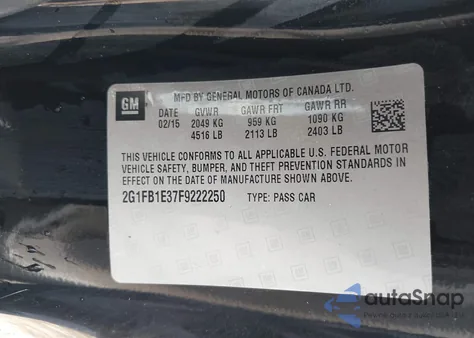 GM
MFD BY GENERAL MOTORS OF CANADA LTD.
DATE GVWR GAWR FRT GAWR RR
02/15 2049 KG 959 KG 1090 KG
4516 LB 2113 LB 2403 LB
THIS VEHICLE CONFORMS TO ALL APPLICABLE U.S. FEDERAL MOTOR
VEHICLE SAFETY, BUMPER, AND THEFT PREVENTION STANDARDS
IN EFFECT ON THE DATE OF MANUFACTURE SHOWN ABOVE.
2G1FB1E37F9222250 TYPE: PASS CAR
autoSnap